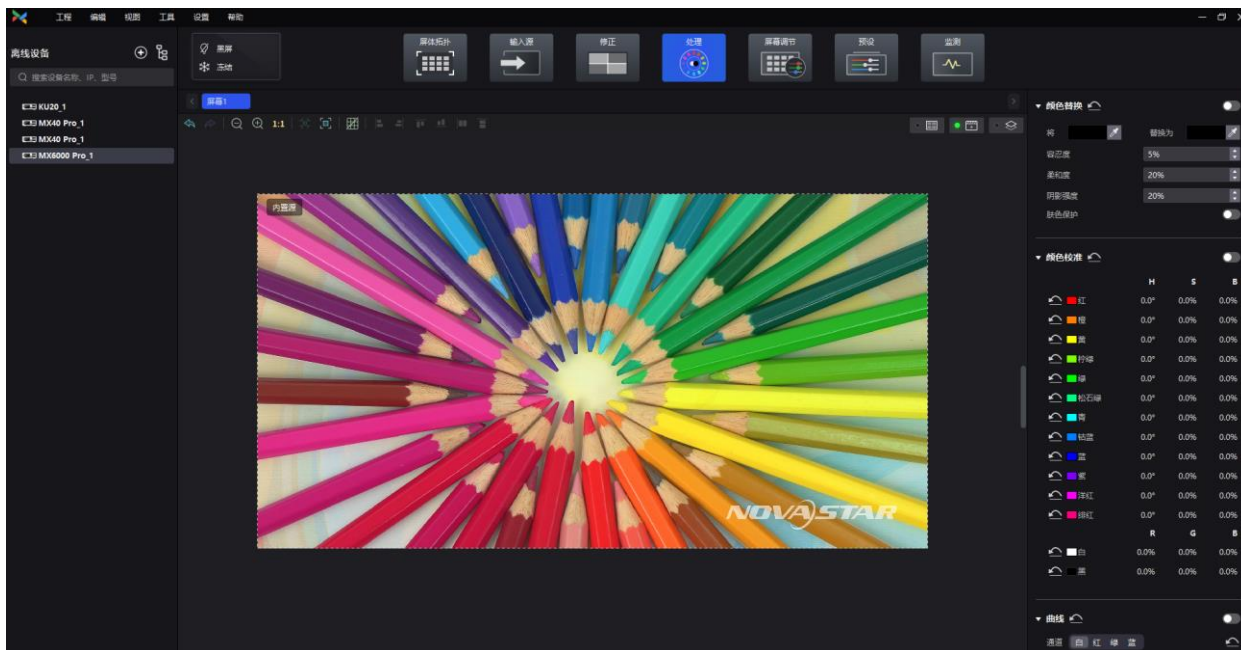 工程 编辑 视图 工具 设置 帮助
离线设备
搜索设备名称、IP、型号
KU20_1
MX40 Pro_1
MX40 Pro_1
MX6000 Pro_1
黑屏
冻结
屏体拓扑 输入源 修正 处理 屏幕调节 预设 监测
屏幕1
1:1
内置源
NOVASTAR
颜色替换
将 替换为
容忍度 5%
柔和度 20%
阴影强度 20%
肤色保护
颜色校准
H S B
红 0.0° 0.0% 0.0%
橙 0.0° 0.0% 0.0%
黄 0.0° 0.0% 0.0%
柠绿 0.0° 0.0% 0.0%
绿 0.0° 0.0% 0.0%
松石绿 0.0° 0.0% 0.0%
青 0.0° 0.0% 0.0%
钴蓝 0.0° 0.0% 0.0%
蓝 0.0° 0.0% 0.0%
紫 0.0° 0.0% 0.0%
洋红 0.0° 0.0% 0.0%
绯红 0.0° 0.0% 0.0%
R G B
白 0.0% 0.0% 0.0%
黑 0.0% 0.0% 0.0%
曲线
通道 白 红 绿 蓝